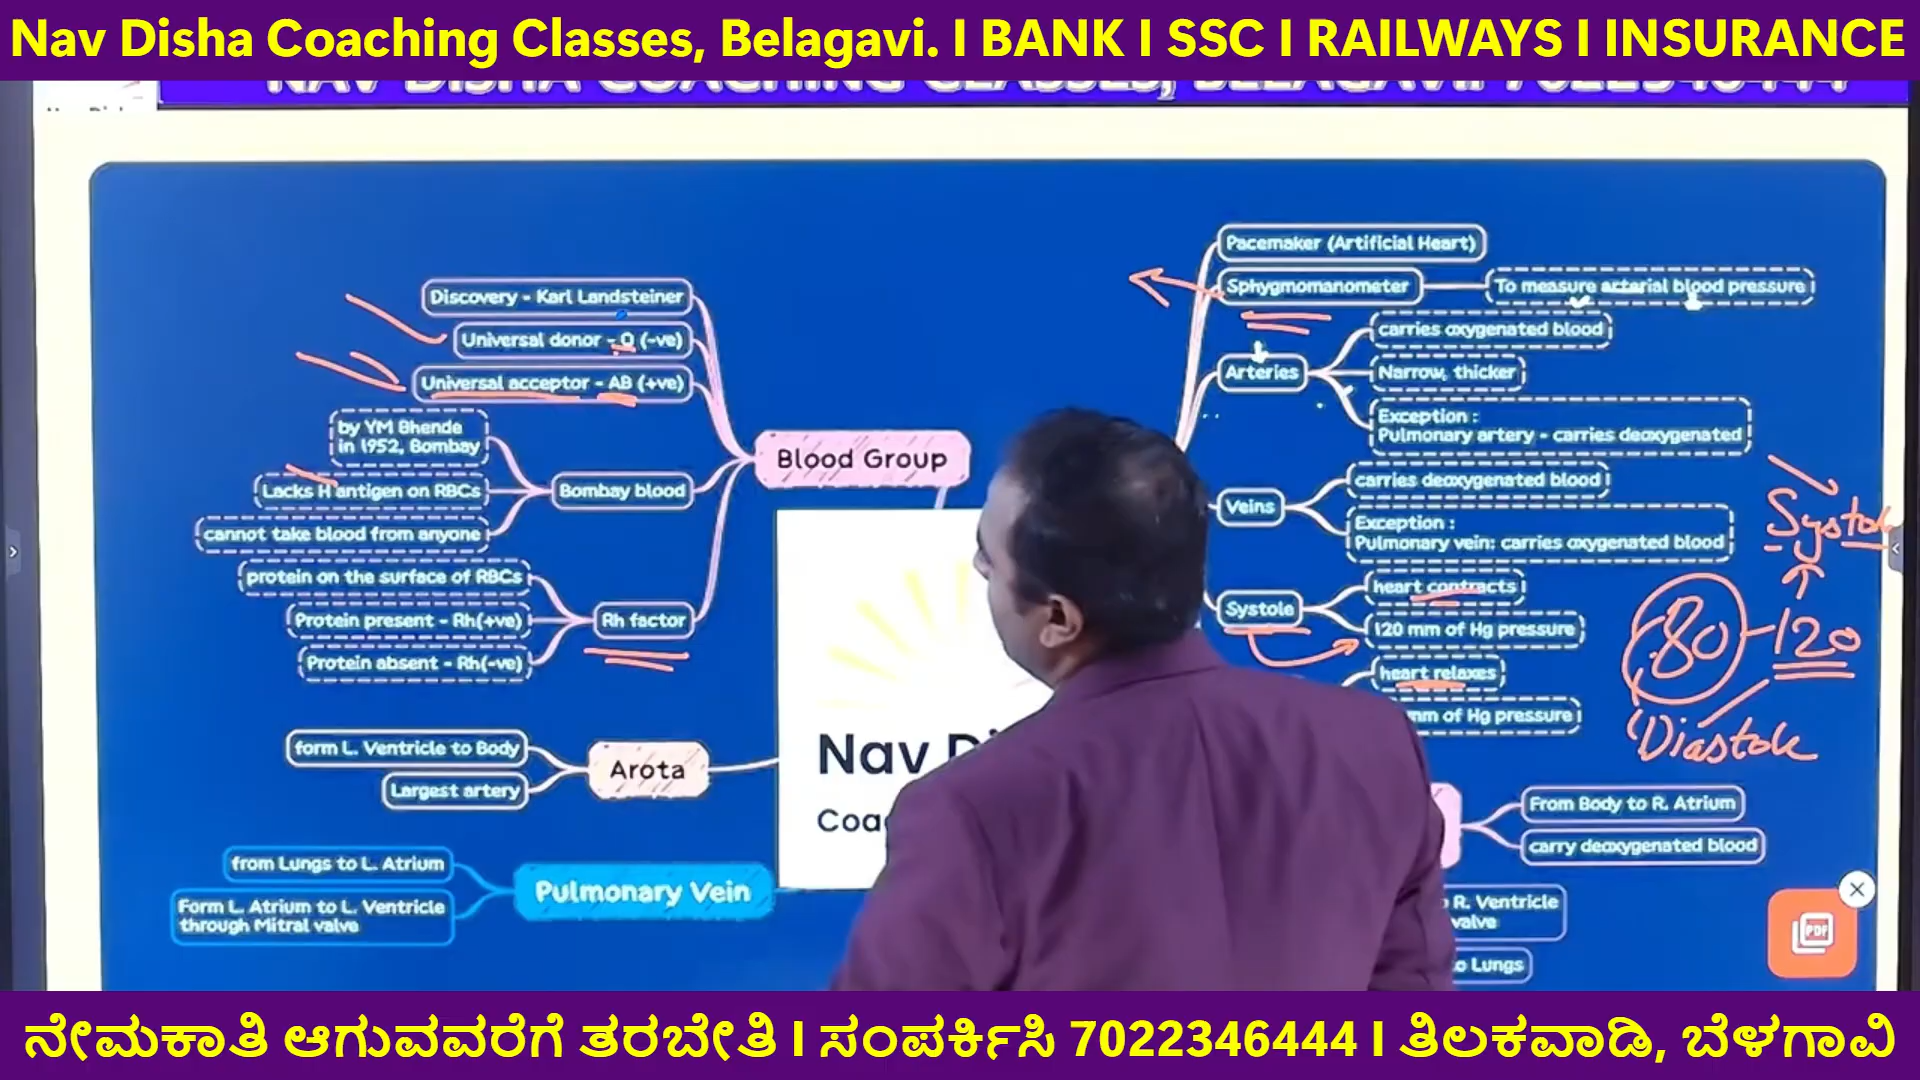 Nav Disha Coaching Classes, Belagavi. I BANK I SSC I RAILWAYS I INSURANCE
NAV DISHA COACHING CLASSES, BELAGAVI. 7022346444
Discovery - Karl Landsteiner
Universal donor - O (-ve)
Universal acceptor - AB (+ve)
by YM Bhende
in 1952, Bombay
Lacks H antigen on RBCs
cannot take blood from anyone
Bombay blood
Blood Group
protein on the surface of RBCs
Protein present - Rh(+ve)
Protein absent - Rh(-ve)
Rh factor
form L. Ventricle to Body
Largest artery
Arota
from Lungs to L. Atrium
Form L. Atrium to L. Ventricle
through Mitral valve
Pulmonary Vein
Nav
Pacemaker (Artificial Heart)
Sphygmomanometer
To measure arterial blood pressure
Arteries
carries oxygenated blood
Narrow, thicker
Exception :
Pulmonary artery - carries deoxygenated
Veins
carries deoxygenated blood
Exception :
Pulmonary vein: carries oxygenated blood
Systole
heart contracts
120 mm of Hg pressure
heart relaxes
mm of Hg pressure
80-120
Diastole
From Body to R. Atrium
carry deoxygenated blood
R. Ventricle
valve
Lungs
PDF
ನೇಮಕಾತಿ ಆಗುವವರೆಗೆ ತರಬೇತಿ I ಸಂಪರ್ಕಿಸಿ 7022346444 I ತಿಲಕವಾಡಿ, ಬೆಳಗಾವಿ